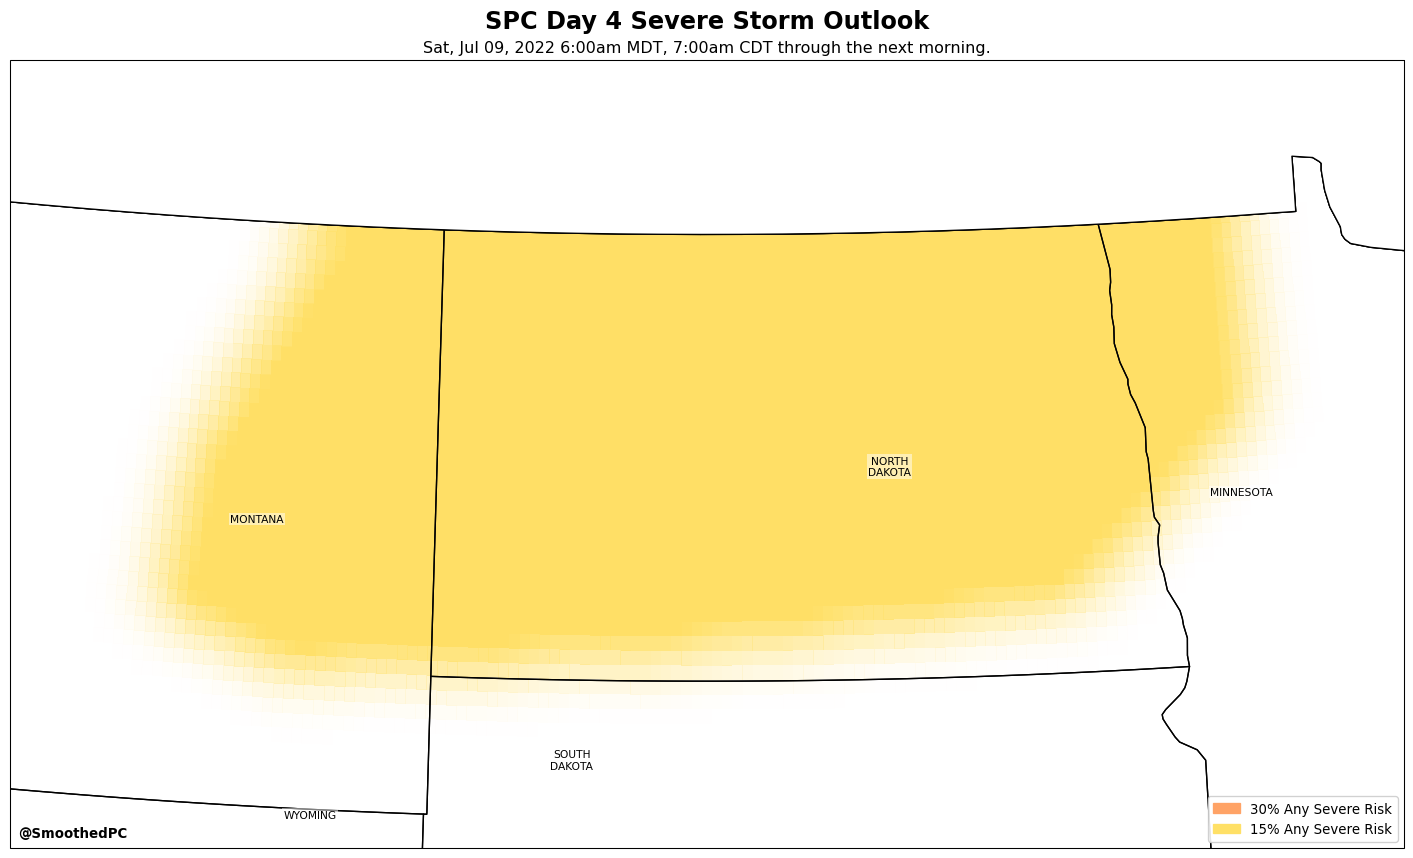 SPC Day 4 Severe Storm Outlook
Sat, Jul 09, 2022 6:00am MDT, 7:00am CDT through the next morning.
NORTH
DAKOTA
MINNESOTA
MONTANA
SOUTH
DAKOTA
WYOMING
30% Any Severe Risk
15% Any Severe Risk
@SmoothedPC